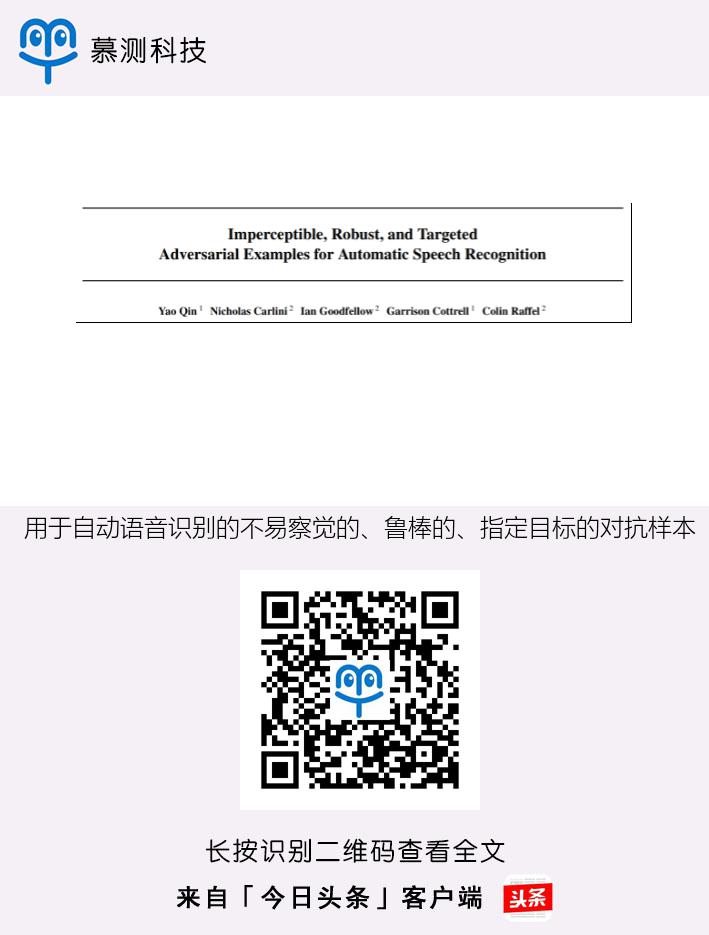 慕测科技
Imperceptible, Robust, and Targeted
Adversarial Examples for Automatic Speech Recognition
Yao Qin 1 Nicholas Carlini 2 Ian Goodfellow 2 Garrison Cottrell 1 Colin Raffel 2
用于自动语音识别的不易察觉的、鲁棒的、指定目标的对抗样本
长按识别二维码查看全文
来自「今日头条」客户端 头条